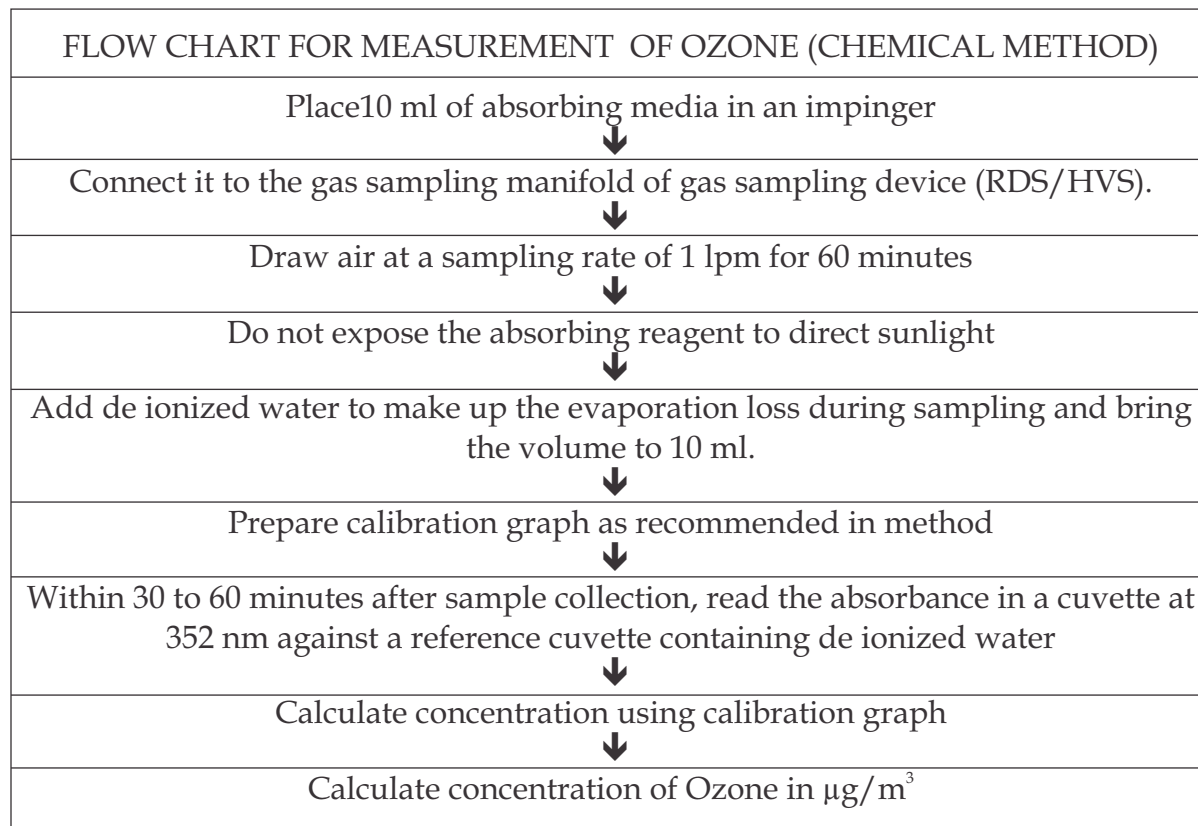 FLOW CHART FOR MEASUREMENT OF OZONE (CHEMICAL METHOD)
Place10 ml of absorbing media in an impinger
Connect it to the gas sampling manifold of gas sampling device (RDS/HVS).
Draw air at a sampling rate of 1 lpm for 60 minutes
Do not expose the absorbing reagent to direct sunlight
Add de ionized water to make up the evaporation loss during sampling and bring
the volume to 10 ml.
Prepare calibration graph as recommended in method
Within 30 to 60 minutes after sample collection, read the absorbance in a cuvette at
352 nm against a reference cuvette containing de ionized water
Calculate concentration using calibration graph
Calculate concentration of Ozone in µg/m³